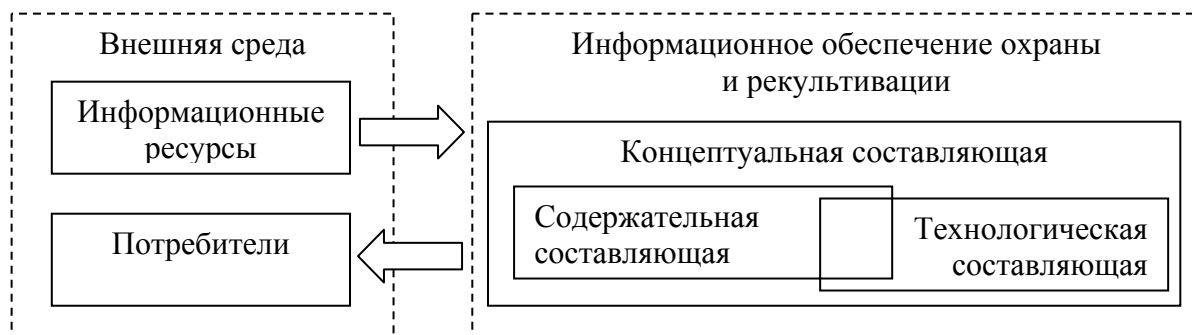 Внешняя среда
Информационные
ресурсы
Потребители
Информационное обеспечение охраны
и рекультивации
Концептуальная составляющая
Содержательная
составляющая
Технологическая
составляющая